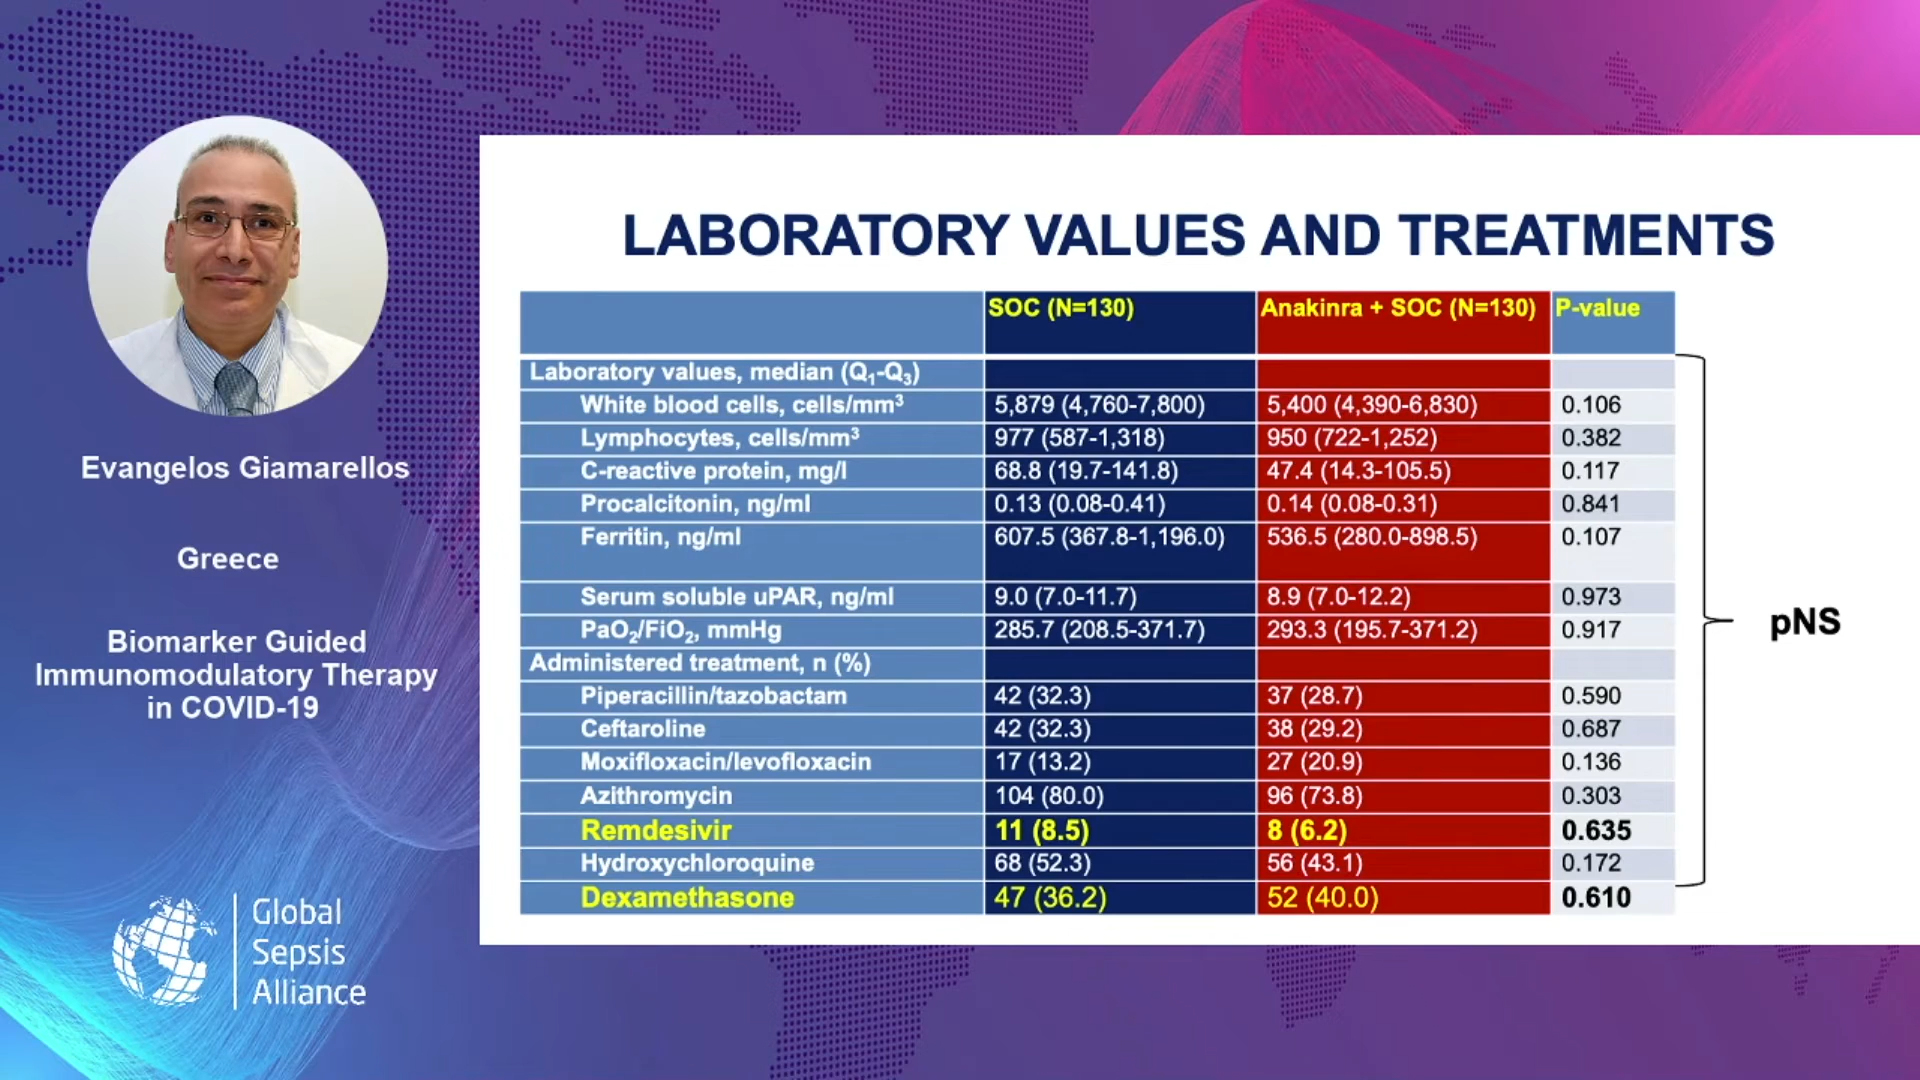 Evangelos Giamarellos
Greece
Biomarker Guided
Immunomodulatory Therapy
in COVID-19
Global
Sepsis
Alliance
LABORATORY VALUES AND TREATMENTS
SOC (N=130) Anakinra + SOC (N=130) P-value
Laboratory values, median (Q₁-Q₃)
White blood cells, cells/mm³ 5,879 (4,760-7,800) 5,400 (4,390-6,830) 0.106
Lymphocytes, cells/mm³ 977 (587-1,318) 950 (722-1,252) 0.382
C-reactive protein, mg/l 68.8 (19.7-141.8) 47.4 (14.3-105.5) 0.117
Procalcitonin, ng/ml 0.13 (0.08-0.41) 0.14 (0.08-0.31) 0.841
Ferritin, ng/ml 607.5 (367.8-1,196.0) 536.5 (280.0-898.5) 0.107
Serum soluble uPAR, ng/ml 9.0 (7.0-11.7) 8.9 (7.0-12.2) 0.973
PaO₂/FiO₂, mmHg 285.7 (208.5-371.7) 293.3 (195.7-371.2) 0.917
Administered treatment, n (%)
Piperacillin/tazobactam 42 (32.3) 37 (28.7) 0.590
Ceftaroline 42 (32.3) 38 (29.2) 0.687
Moxifloxacin/levofloxacin 17 (13.2) 27 (20.9) 0.136
Azithromycin 104 (80.0) 96 (73.8) 0.303
Remdesivir 11 (8.5) 8 (6.2) 0.635
Hydroxychloroquine 68 (52.3) 56 (43.1) 0.172
Dexamethasone 47 (36.2) 52 (40.0) 0.610
pNS